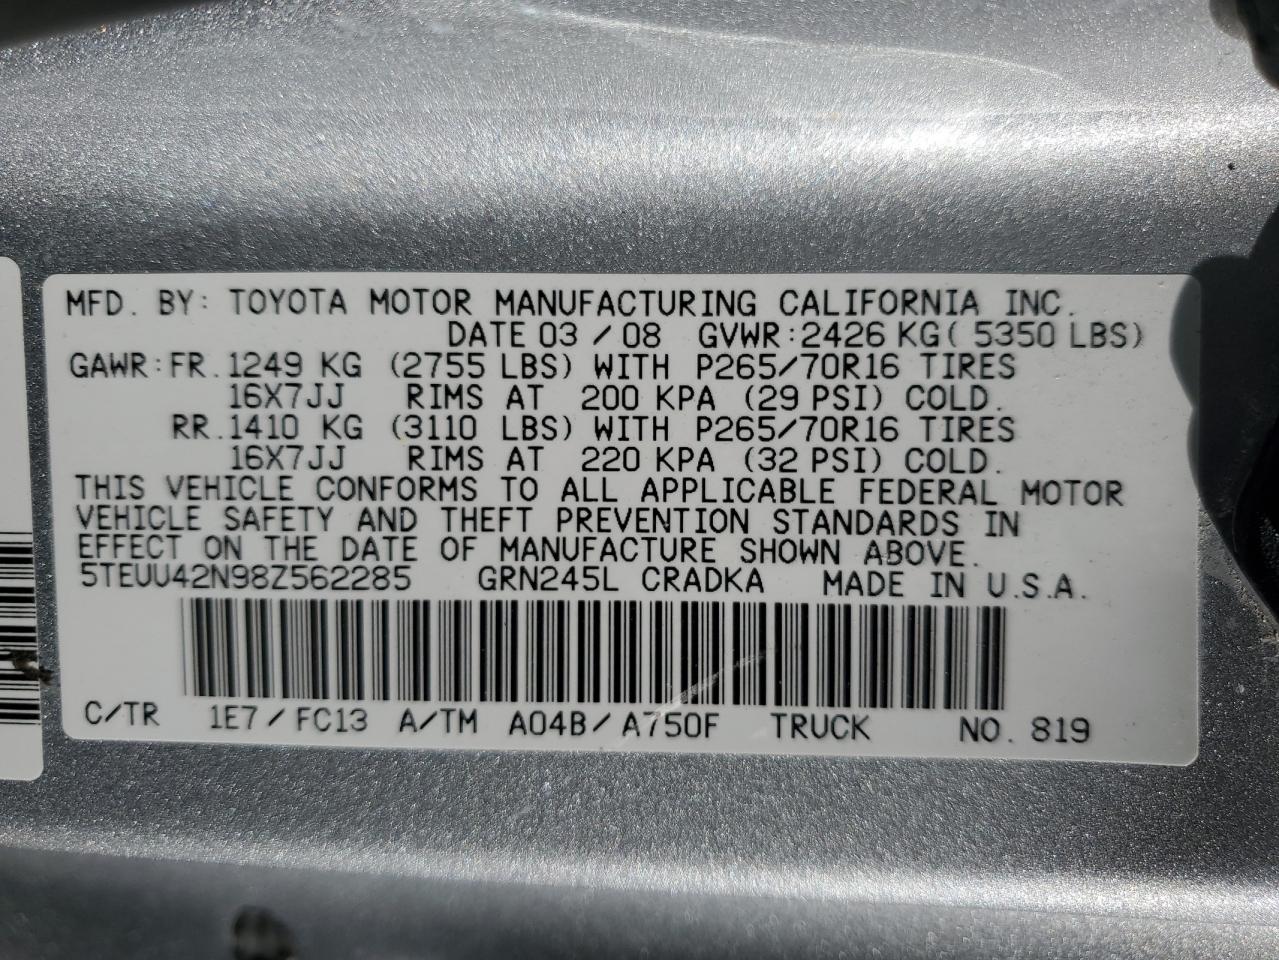 MFD. BY: TOYOTA MOTOR MANUFACTURING CALIFORNIA INC.
DATE 03 / 08 GVWR:2426 KG( 5350 LBS)
GAWR:FR.1249 KG (2755 LBS) WITH P265/70R16 TIRES
16X7JJ RIMS AT 200 KPA (29 PSI) COLD.
RR.1410 KG (3110 LBS) WITH P265/70R16 TIRES
16X7JJ RIMS AT 220 KPA (32 PSI) COLD.
THIS VEHICLE CONFORMS TO ALL APPLICABLE FEDERAL MOTOR
VEHICLE SAFETY AND THEFT PREVENTION STANDARDS IN
EFFECT ON THE DATE OF MANUFACTURE SHOWN ABOVE.
5TEUU42N98Z562285 GRN245L CRADKA MADE IN U.S.A.
C/TR 1E7/FC13 A/TM A04B/A750F TRUCK NO. 819